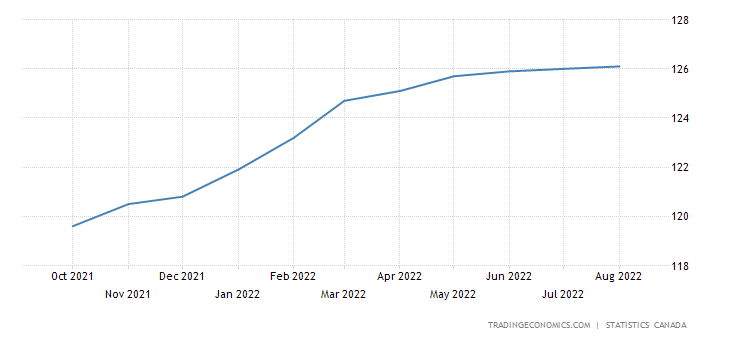 128
126
124
122
120
118
Oct 2021 Dec 2021 Feb 2022 Apr 2022 Jun 2022 Aug 2022
Nov 2021 Jan 2022 Mar 2022 May 2022 Jul 2022
TRADINGECONOMICS.COM | STATISTICS CANADA